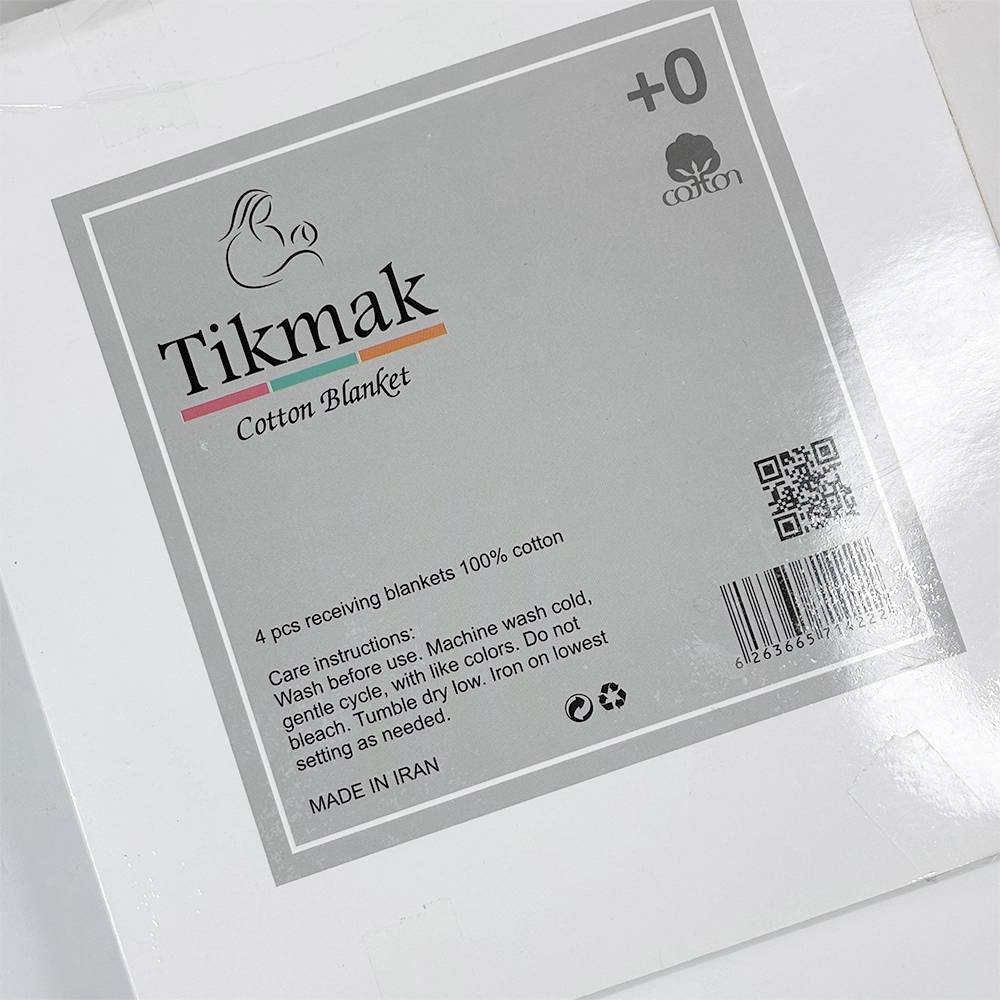 +0
cotton
Tikmak
Cotton Blanket
4 pcs receiving blankets 100% cotton
Care instructions:
Wash before use. Machine wash cold,
gentle cycle, with like colors. Do not
bleach. Tumble dry low. Iron on lowest
setting as needed.
MADE IN IRAN